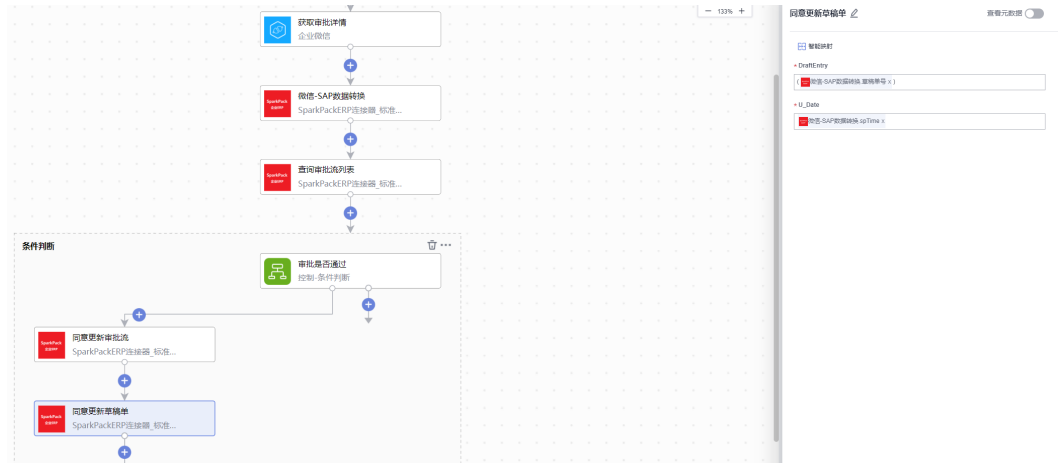 获取审批详情
企业微信
微信-SAP数据转换
SparkPackERP连接器_标准...
查询审批流列表
SparkPackERP连接器_标准...
条件判断
审批是否通过
控制-条件判断
同意更新审批流
SparkPackERP连接器_标准...
同意更新草稿单
SparkPackERP连接器_标准...
− 133% +
同意更新草稿单
查看元数据
智能映射
* DraftEntry
( 微信-SAP数据转换.草稿单号 x )
* U_Date
微信-SAP数据转换.spTime x